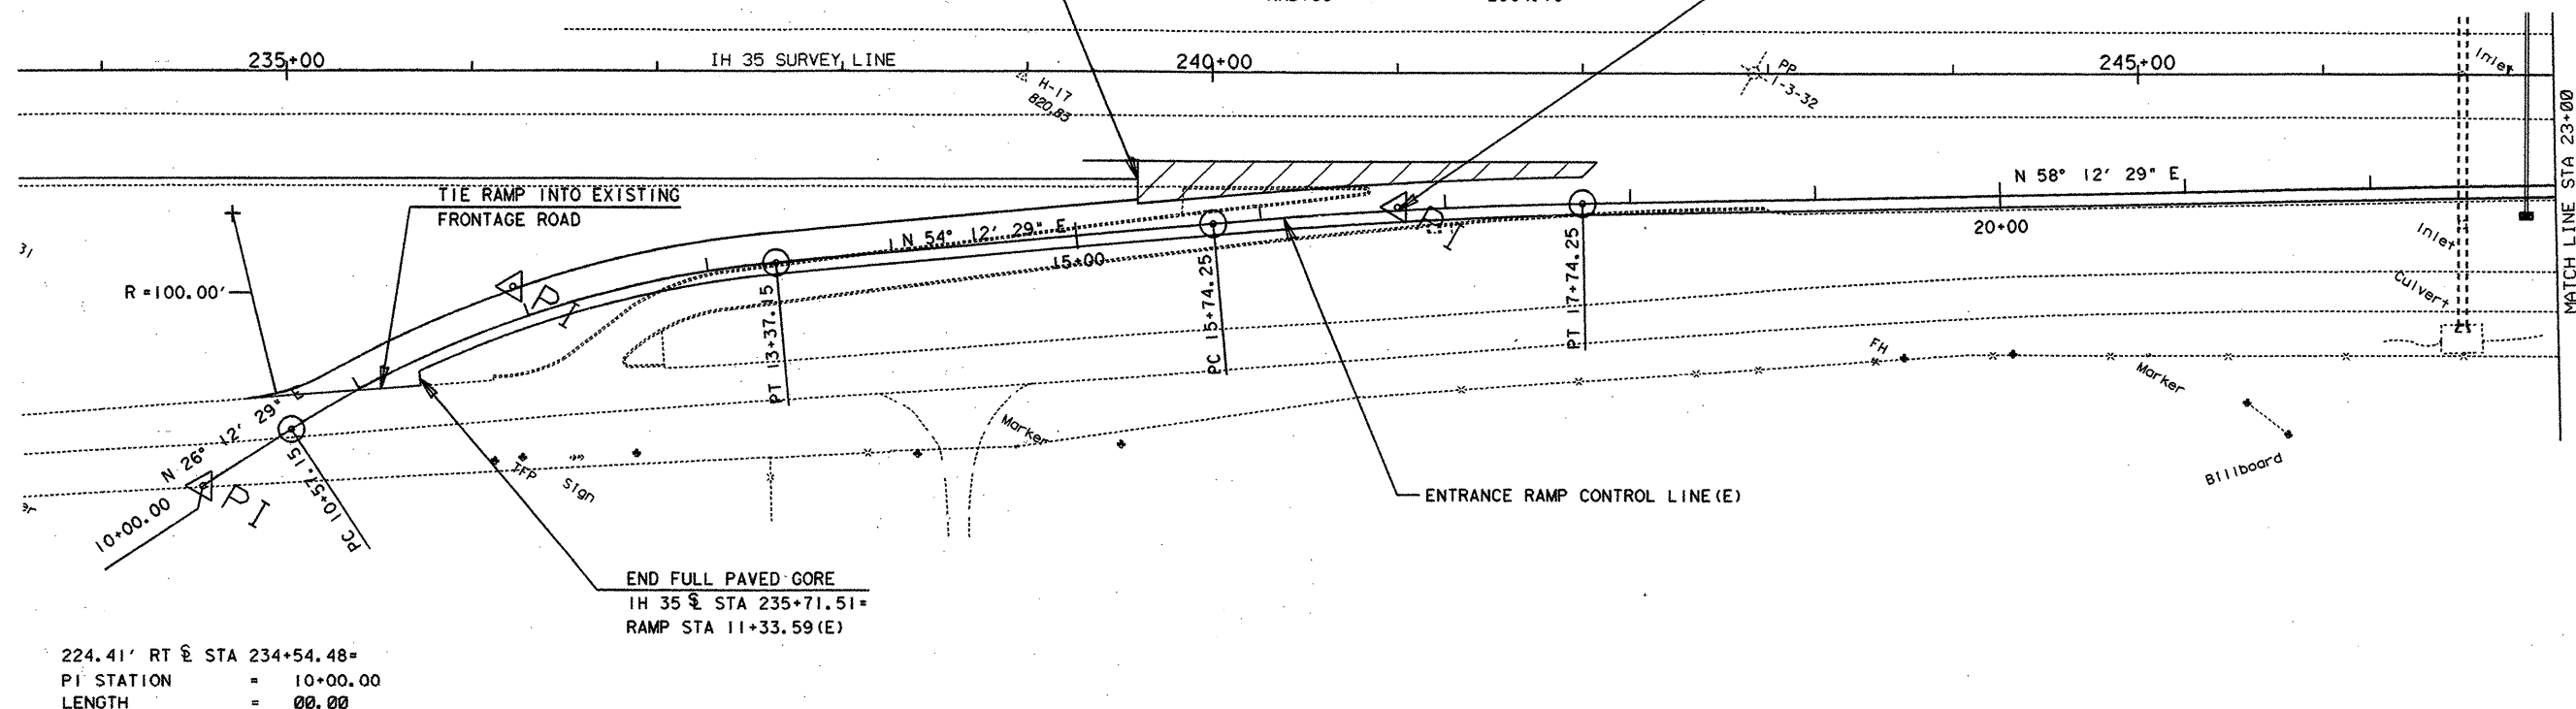 235+00
IH 35 SURVEY LINE
240+00
245+00
Inlet
PP
1-3-32
H-17
820.83
MATCH LINE STA 23+00
N 58° 12' 29" E
TIE RAMP INTO EXISTING
FRONTAGE ROAD
N 54° 12' 29" E
PI
20+00
Inlet
15+00
31
R=100.00'
PI
Culvert
PT 13+37.15
PC 15+74.25
PT 17+74.25
FH
Marker
N 26° 12' 29" E
Marker
TFP
Sign
Billboard
10+00.00
PI
PC 10+57.15
ENTRANCE RAMP CONTROL LINE(E)
END FULL PAVED GORE
IH 35 ℄ STA 235+71.51=
RAMP STA 11+33.59(E)
224.41' RT ℄ STA 234+54.48=
PI STATION = 10+00.00
LENGTH = 00.00